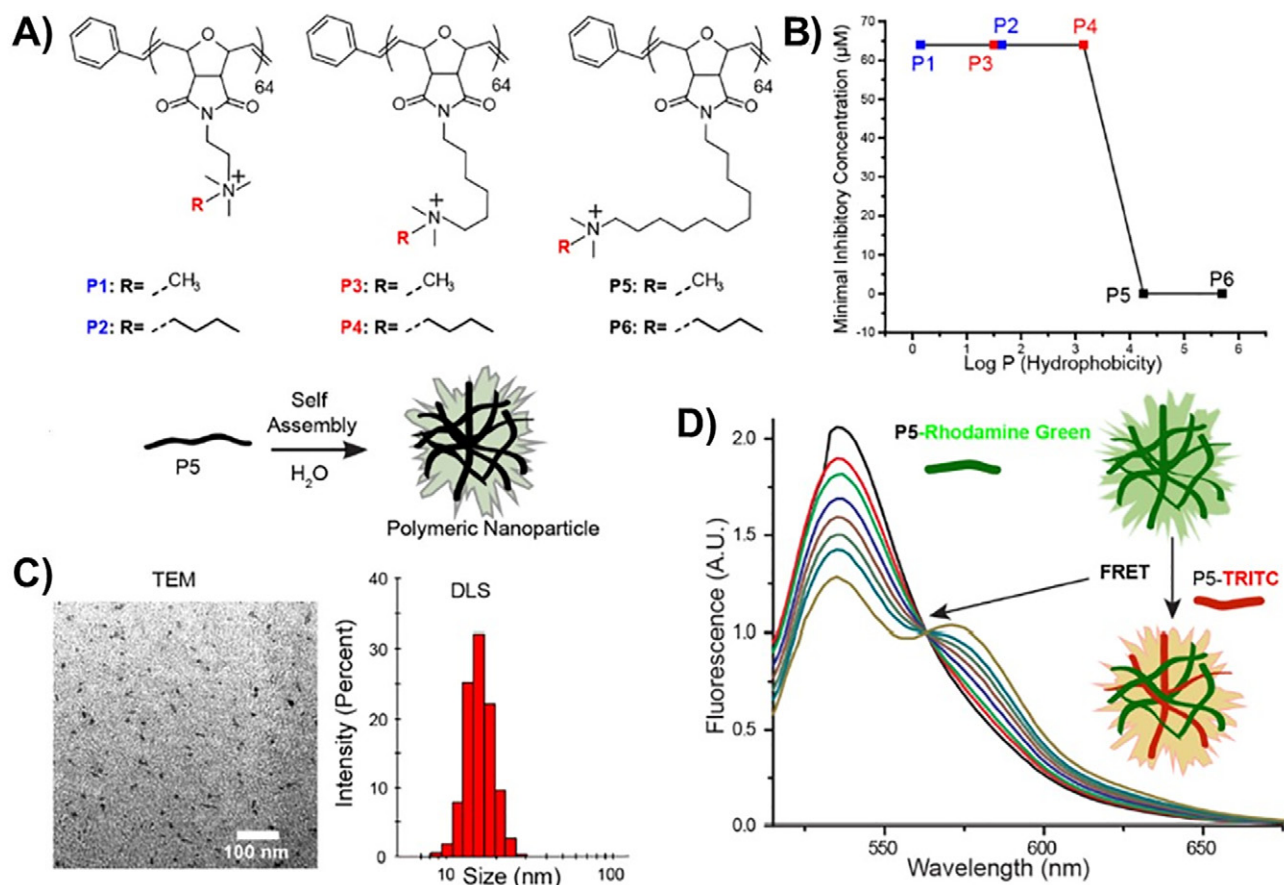 A)
O
64
O
N
O
N
+
R
P1: R= CH3
P2: R=
O
64
O
N
O
+
N
R
P3: R= CH3
P4: R=
O
64
O
N
O
+
N
R
P5: R= CH3
P6: R=
P5
Self
Assembly
H2O
Polymeric Nanoparticle
B)
Minimal Inhibitory Concentration (µM)
70
60
50
40
30
20
10
0
-10
P1
P3
P2
P4
P5
P6
0 1 2 3 4 5 6
Log P (Hydrophobicity)
C)
TEM
100 nm
DLS
Intensity (Percent)
40
30
20
10
0
10 100
Size (nm)
D)
Fluorescence (A.U.)
2.0
1.5
1.0
0.5
0.0
550 600 650
Wavelength (nm)
P5-Rhodamine Green
FRET
P5-TRITC